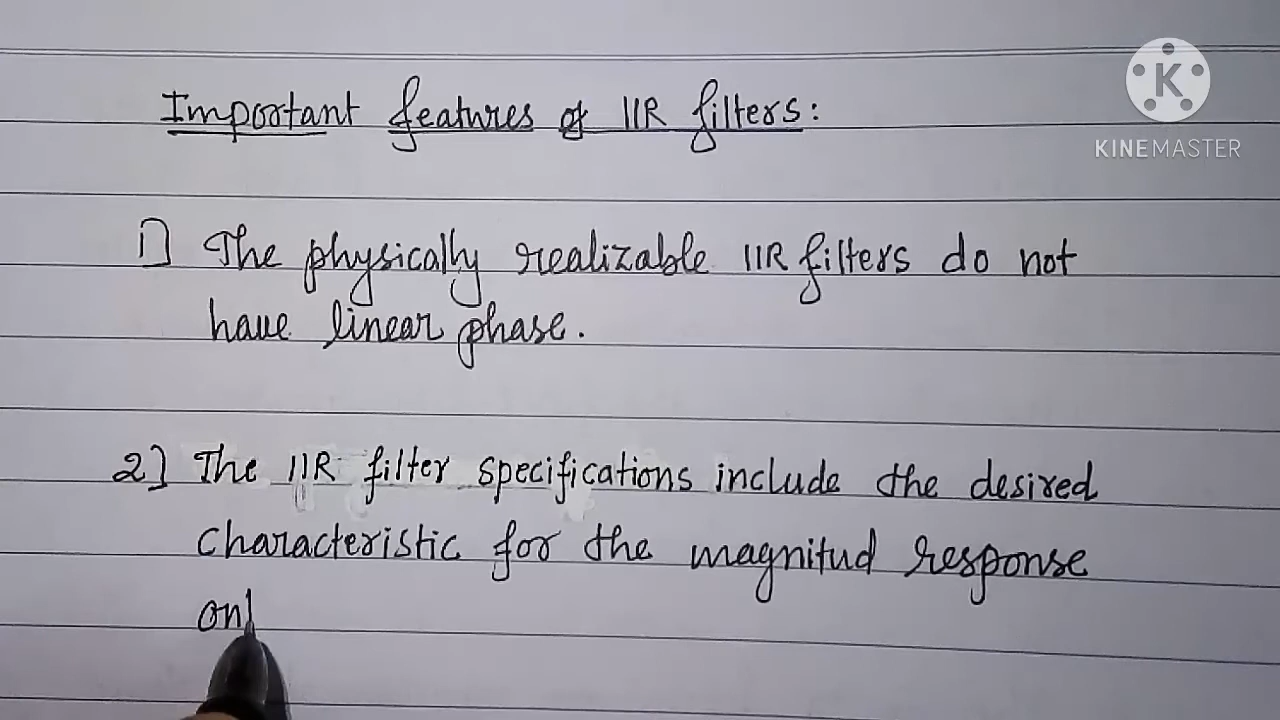 Important features of IIR filters:
K
KINEMASTER
1] The physically realizable IIR filters do not
have linear phase.
2] The IIR filter specifications include the desired
characteristic for the magnitud response
onl